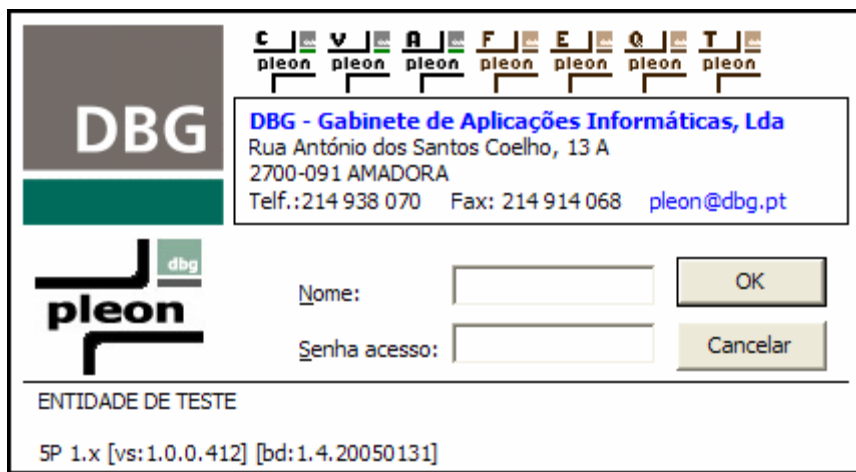 C V A F E Q T
pleon pleon pleon pleon pleon pleon pleon
DBG
DBG - Gabinete de Aplicações Informáticas, Lda
Rua António dos Santos Coelho, 13 A
2700-091 AMADORA
Telf.:214 938 070 Fax: 214 914 068 pleon@dbg.pt
dbg
pleon
Nome:
OK
Senha acesso:
Cancelar
ENTIDADE DE TESTE
5P 1.x [vs:1.0.0.412] [bd:1.4.20050131]